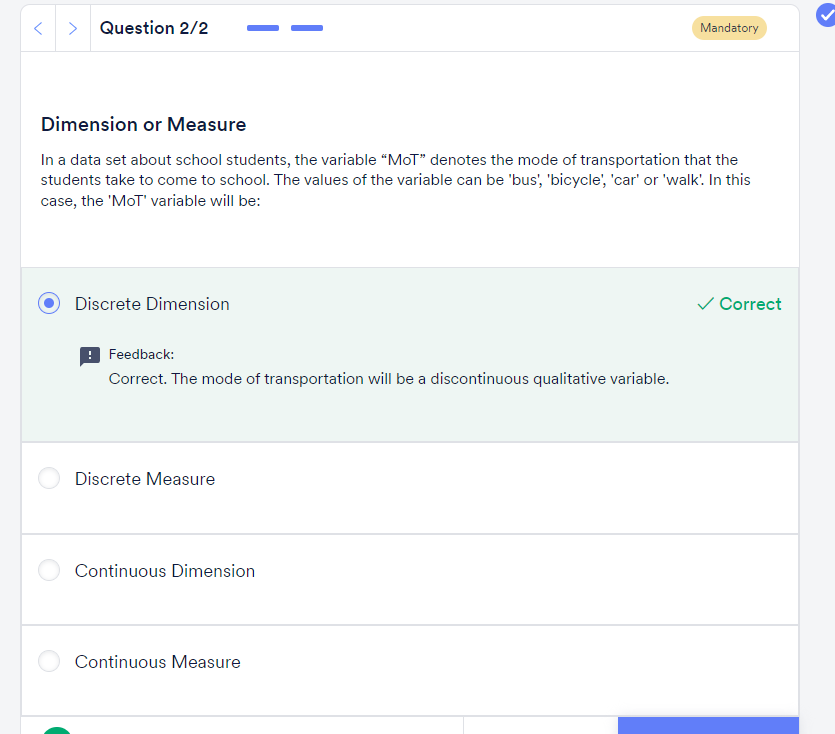 Question 2/2
Mandatory
Dimension or Measure
In a data set about school students, the variable “MoT” denotes the mode of transportation that the
students take to come to school. The values of the variable can be 'bus', 'bicycle', 'car' or 'walk'. In this
case, the 'MoT' variable will be:
Discrete Dimension
Correct
Feedback:
Correct. The mode of transportation will be a discontinuous qualitative variable.
Discrete Measure
Continuous Dimension
Continuous Measure